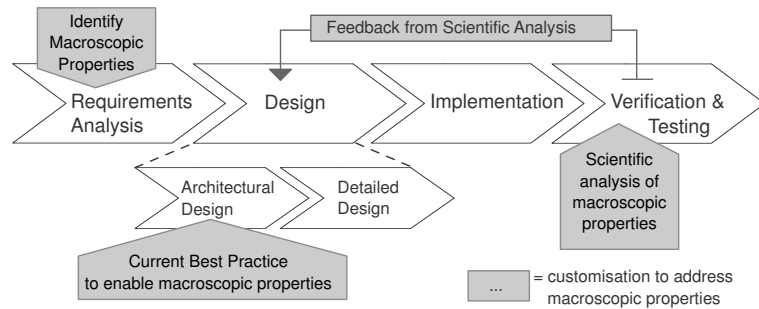 Identify
Macroscopic
Properties
Feedback from Scientific Analysis
Requirements
Analysis
Design
Implementation
Verification &
Testing
Architectural
Design
Detailed
Design
Scientific
analysis of
macroscopic
properties
Current Best Practice
to enable macroscopic properties
...
= customisation to address
macroscopic properties